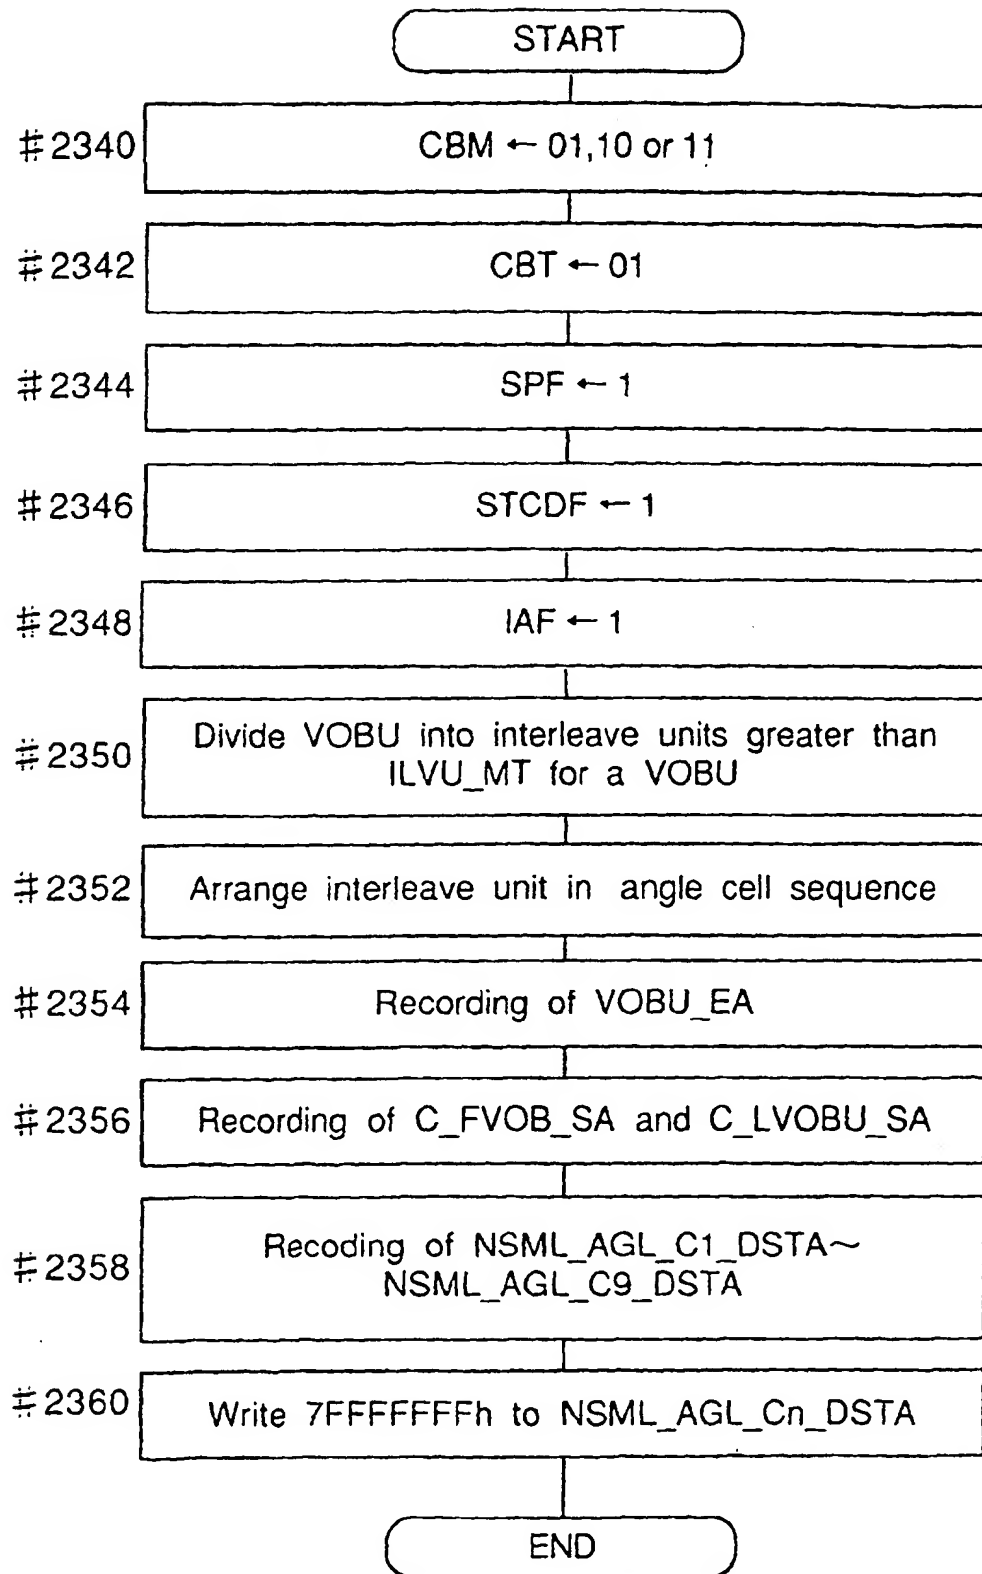 START
#2340
CBM ← 01,10 or 11
#2342
CBT ← 01
#2344
SPF ← 1
#2346
STCDF ← 1
#2348
IAF ← 1
#2350
Divide VOBU into interleave units greater than
ILVU_MT for a VOBU
#2352
Arrange interleave unit in angle cell sequence
#2354
Recording of VOBU_EA
#2356
Recording of C_FVOB_SA and C_LVOBU_SA
#2358
Recoding of NSML_AGL_C1_DSTA~
NSML_AGL_C9_DSTA
#2360
Write 7FFFFFFFh to NSML_AGL_Cn_DSTA
END